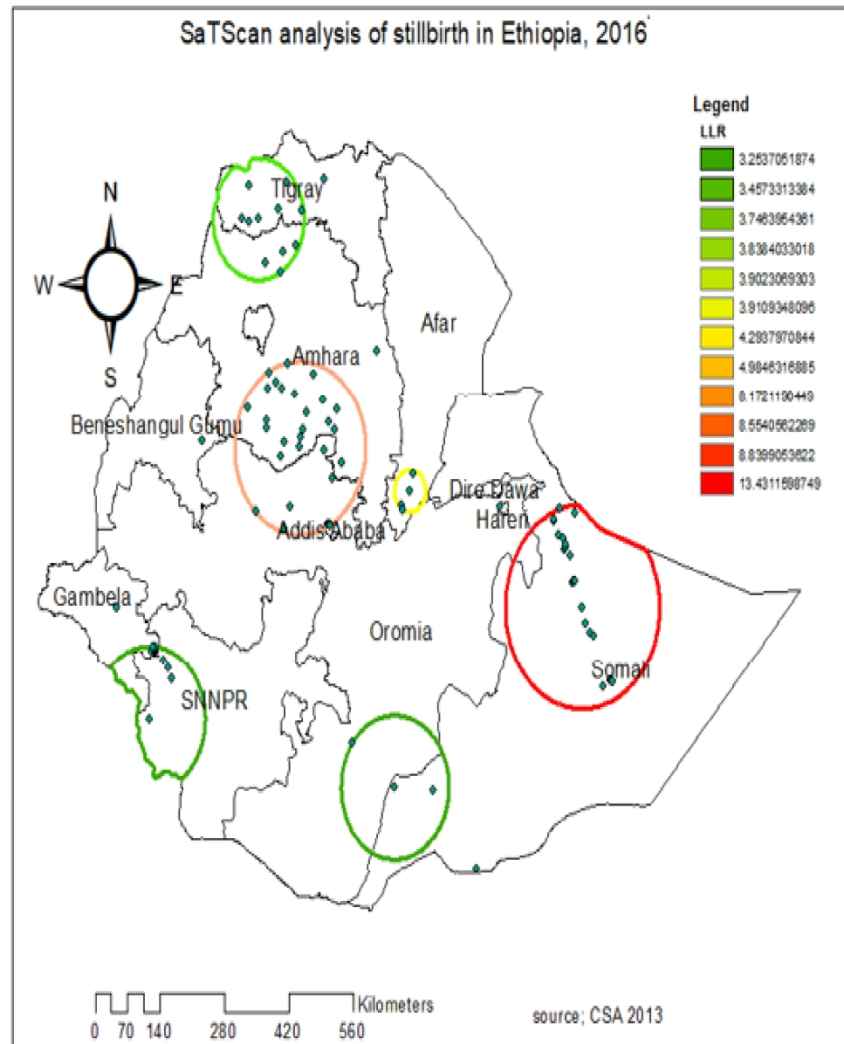 SaTScan analysis of stillbirth in Ethiopia, 2016
Legend
LLR
3.2537051874
3.4573313384
3.7463954361
3.8384033018
3.9023069303
3.9109348096
4.2937970844
4.9846316885
8.1721190449
8.5540562269
8.8399053622
13.4311598749
N
W
E
S
Tigray
Afar
Amhara
Beneshangul Gumu
Dire Dawa
Addis Ababa
Gambela
Oromia
Somali
SNNPR
Kilometers
0 70 140 280 420 560
source; CSA 2013